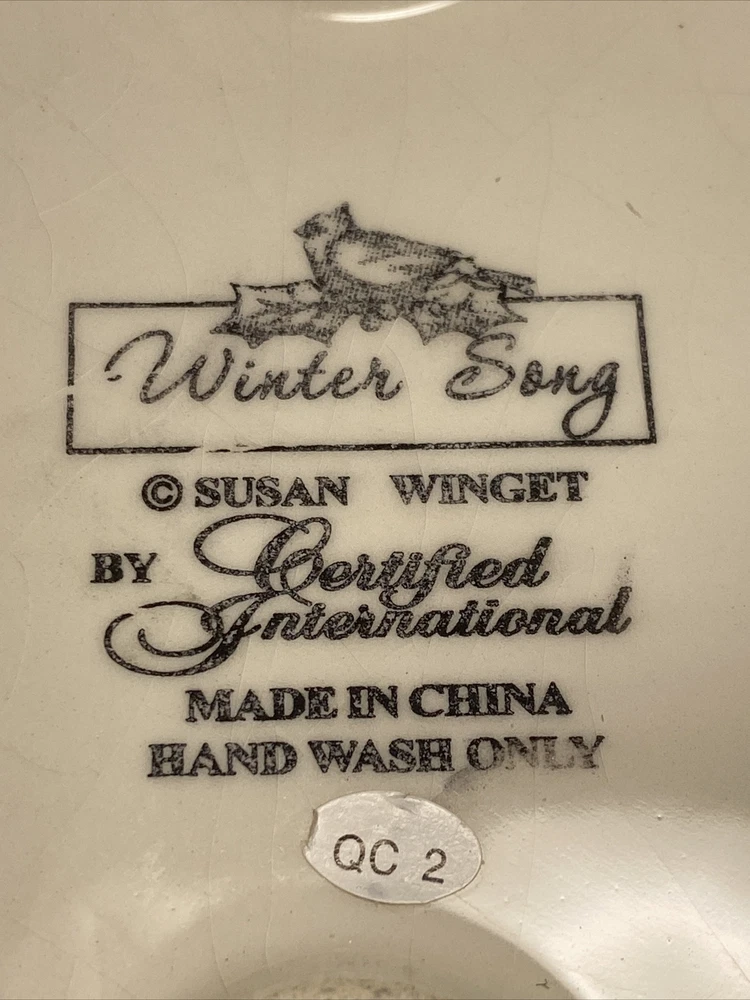 Winter Song
© SUSAN WINGET
BY Certified
International
MADE IN CHINA
HAND WASH ONLY
QC 2